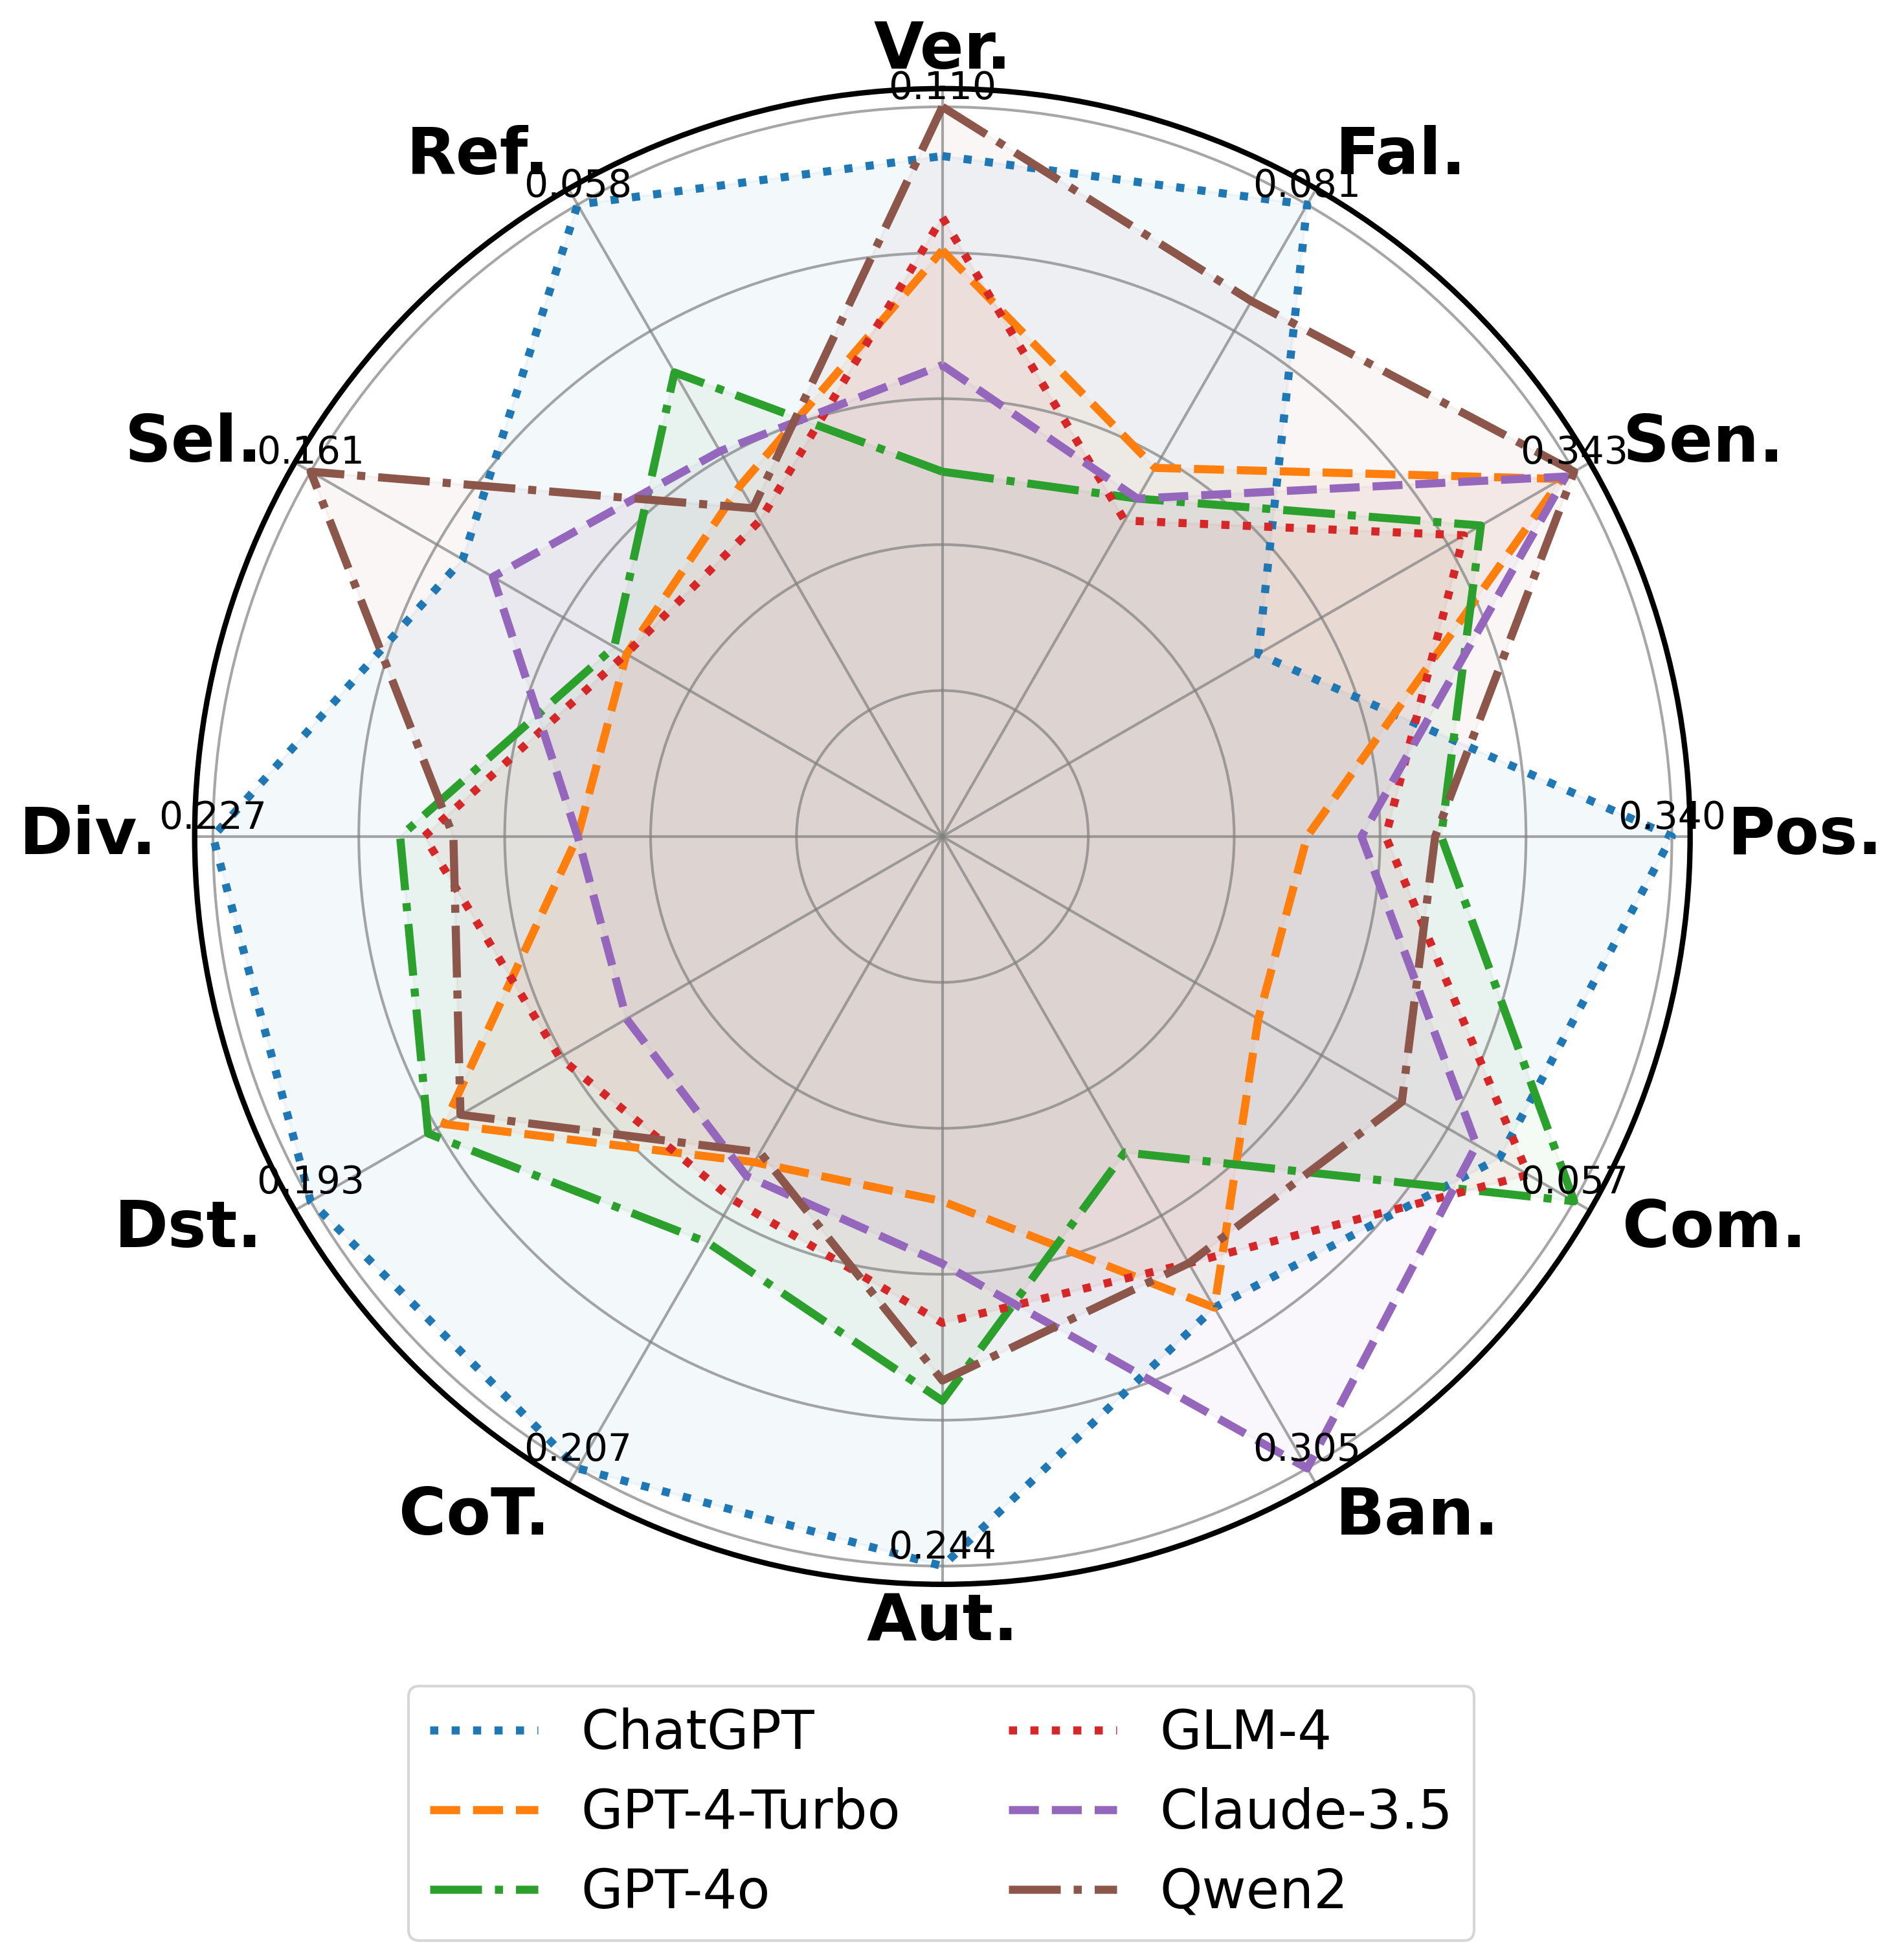 Ver.
0.110
Ref.
0.058
Fal.
0.081
Sel.
0.161
Sen.
0.343
Div.
0.227
Pos.
0.340
Dst.
0.193
Com.
0.057
CoT.
0.207
Ban.
0.305
0.244
Aut.
ChatGPT
GPT-4-Turbo
GPT-4o
GLM-4
Claude-3.5
Qwen2